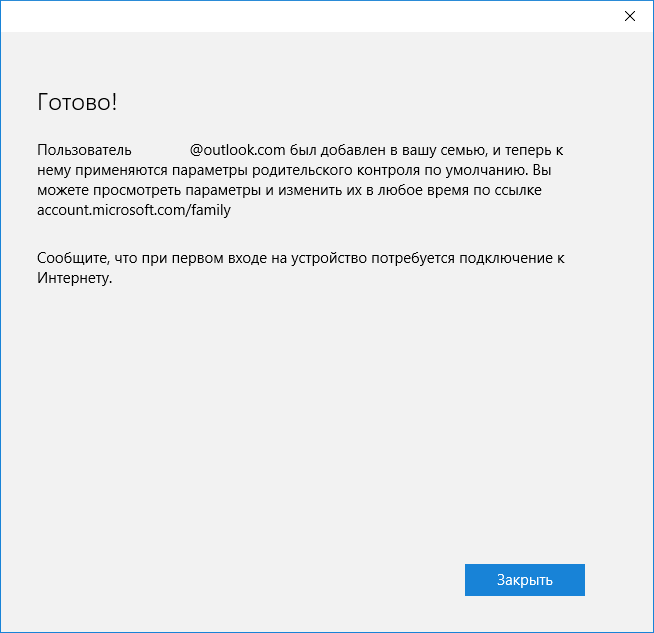 Готово!
Пользователь @outlook.com был добавлен в вашу семью, и теперь к
нему применяются параметры родительского контроля по умолчанию. Вы
можете просмотреть параметры и изменить их в любое время по ссылке
account.microsoft.com/family
Сообщите, что при первом входе на устройство потребуется подключение к
Интернету.
Закрыть